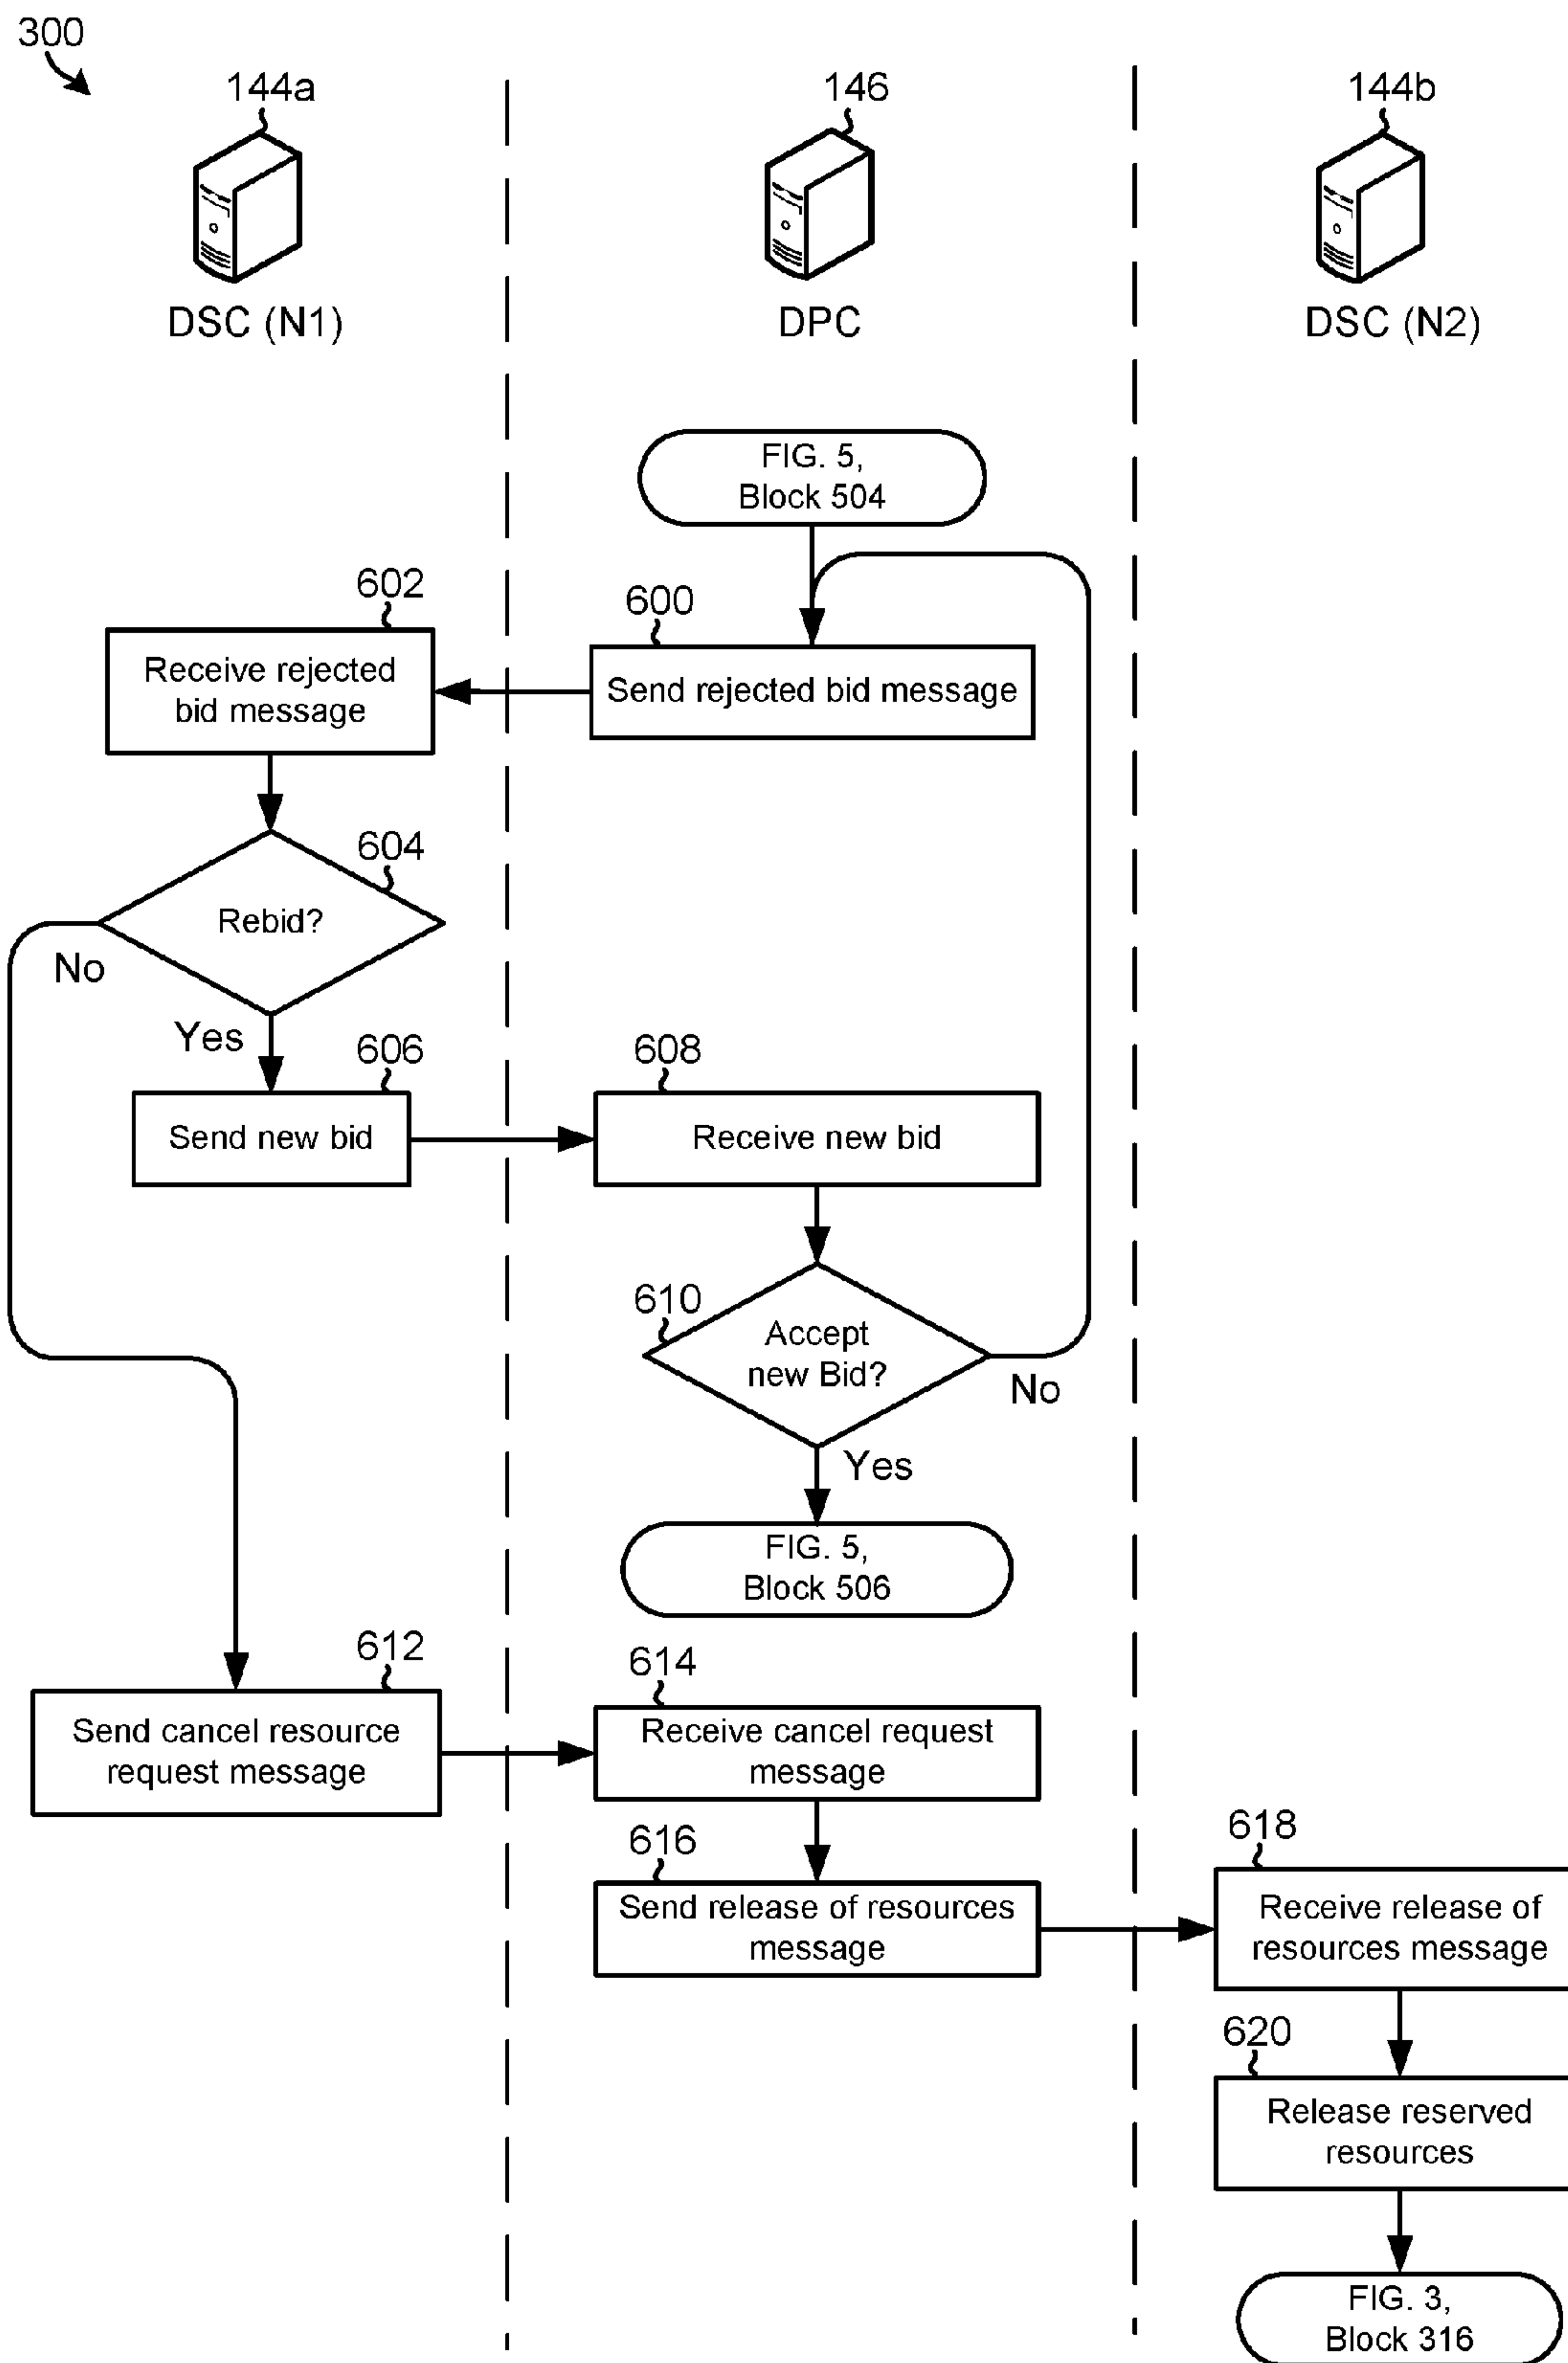 300
144a
146
144b
DSC (N1)
DPC
DSC (N2)
FIG. 5,
Block 504
602
600
Receive rejected
bid message
Send rejected bid message
604
Rebid?
No
Yes
606
608
Send new bid
Receive new bid
610
Accept
new Bid?
No
Yes
FIG. 5,
Block 506
612
614
Send cancel resource
request message
Receive cancel request
message
616
618
Send release of resources
message
Receive release of
resources message
620
Release reserved
resources
FIG. 3,
Block 316